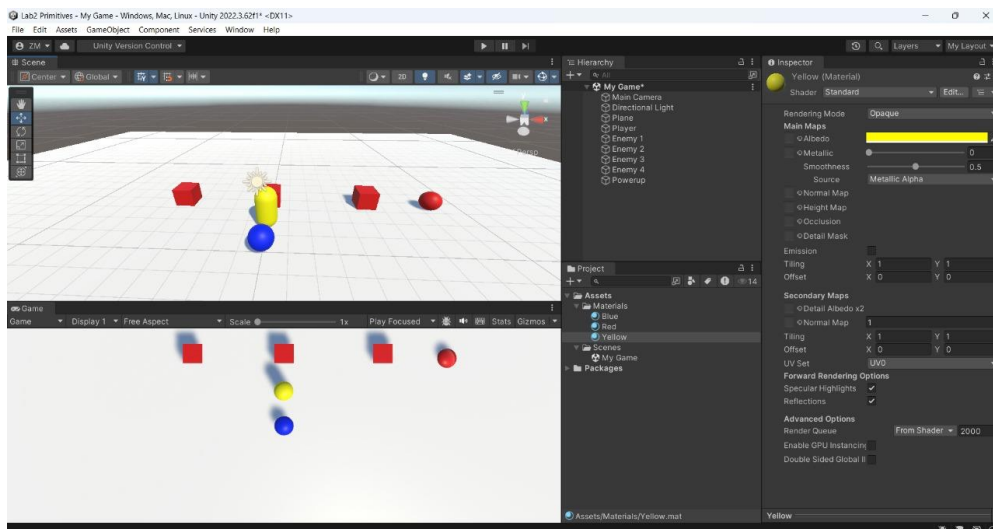 Lab2 Primitives - My Game - Windows, Mac, Linux - Unity 2022.3.62f1* <DX11>
File Edit Assets GameObject Component Services Window Help
ZM Unity Version Control Layers My Layout
Scene
Center Global 2D
Persp
Game
Game Display 1 Free Aspect Scale 1x Play Focused Stats Gizmos
Hierarchy
All
My Game*
Main Camera
Directional Light
Plane
Player
Enemy 1
Enemy 2
Enemy 3
Enemy 4
Powerup
Project
14
Assets
Materials
Blue
Red
Yellow
Scenes
My Game
Packages
Assets/Materials/Yellow.mat
Inspector
Yellow (Material)
Shader Standard Edit...
Rendering Mode Opaque
Main Maps
Albedo
Metallic 0
Smoothness 0.5
Source Metallic Alpha
Normal Map
Height Map
Occlusion
Detail Mask
Emission
Tiling X 1 Y 1
Offset X 0 Y 0
Secondary Maps
Detail Albedo x2
Normal Map 1
Tiling X 1 Y 1
Offset X 0 Y 0
UV Set UV0
Forward Rendering Options
Specular Highlights
Reflections
Advanced Options
Render Queue From Shader 2000
Enable GPU Instancing
Double Sided Global Il
Yellow